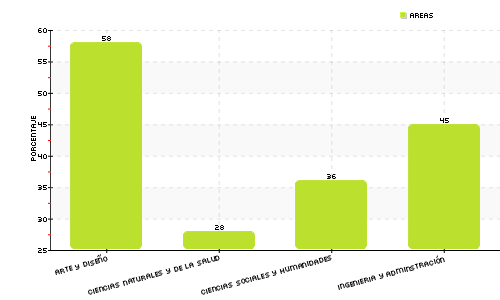 AREAS
60
55
50
45
40
35
30
25
PORCENTAJE
58
28
36
45
ARTE Y DISEÑO
CIENCIAS NATURALES Y DE LA SALUD
CIENCIAS SOCIALES Y HUMANIDADES
INGENIERIA Y ADMINSTRACIÓN